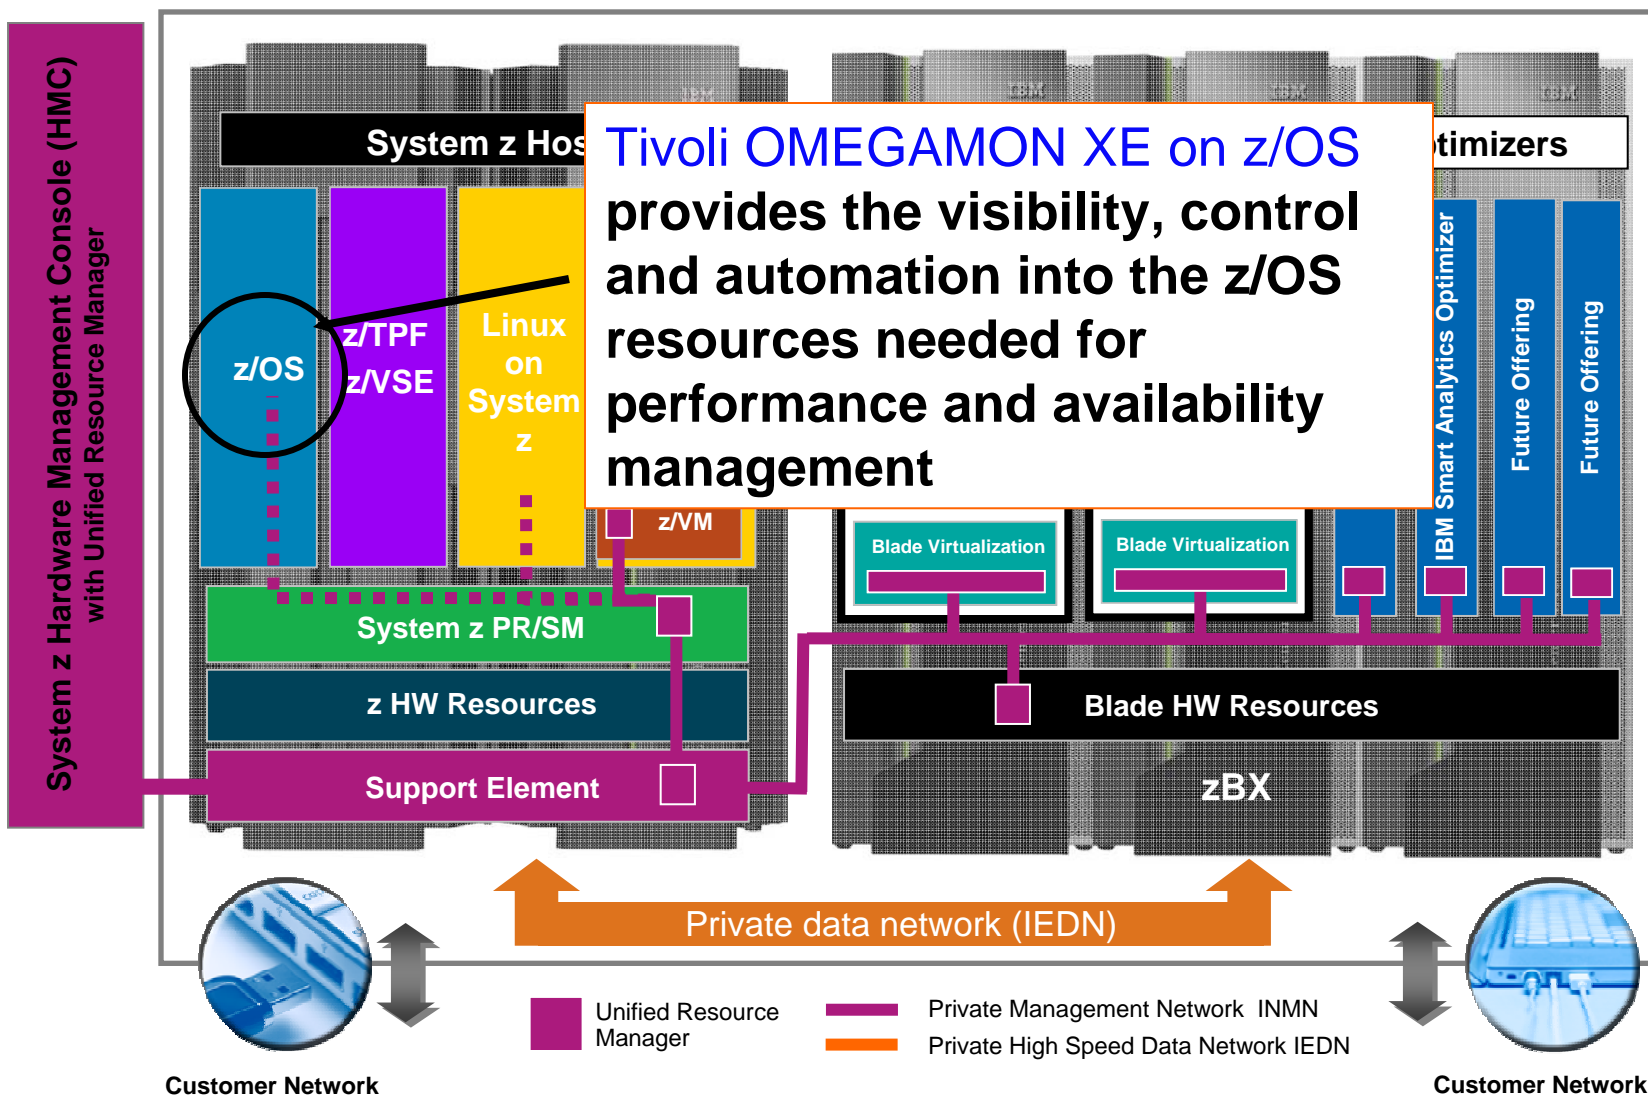 System z Hardware Management Console (HMC)
with Unified Resource Manager
IBM
IBM
IBM
IBM
System z Hos
timizers
Tivoli OMEGAMON XE on z/OS
provides the visibility, control
and automation into the z/OS
resources needed for
performance and availability
management
z/OS
z/TPF
z/VSE
Linux
on
System
z
z/VM
Blade Virtualization
Blade Virtualization
IBM Smart Analytics Optimizer
Future Offering
Future Offering
System z PR/SM
z HW Resources
Blade HW Resources
Support Element
zBX
Private data network (IEDN)
Unified Resource
Manager
Private Management Network INMN
Private High Speed Data Network IEDN
Customer Network
Customer Network